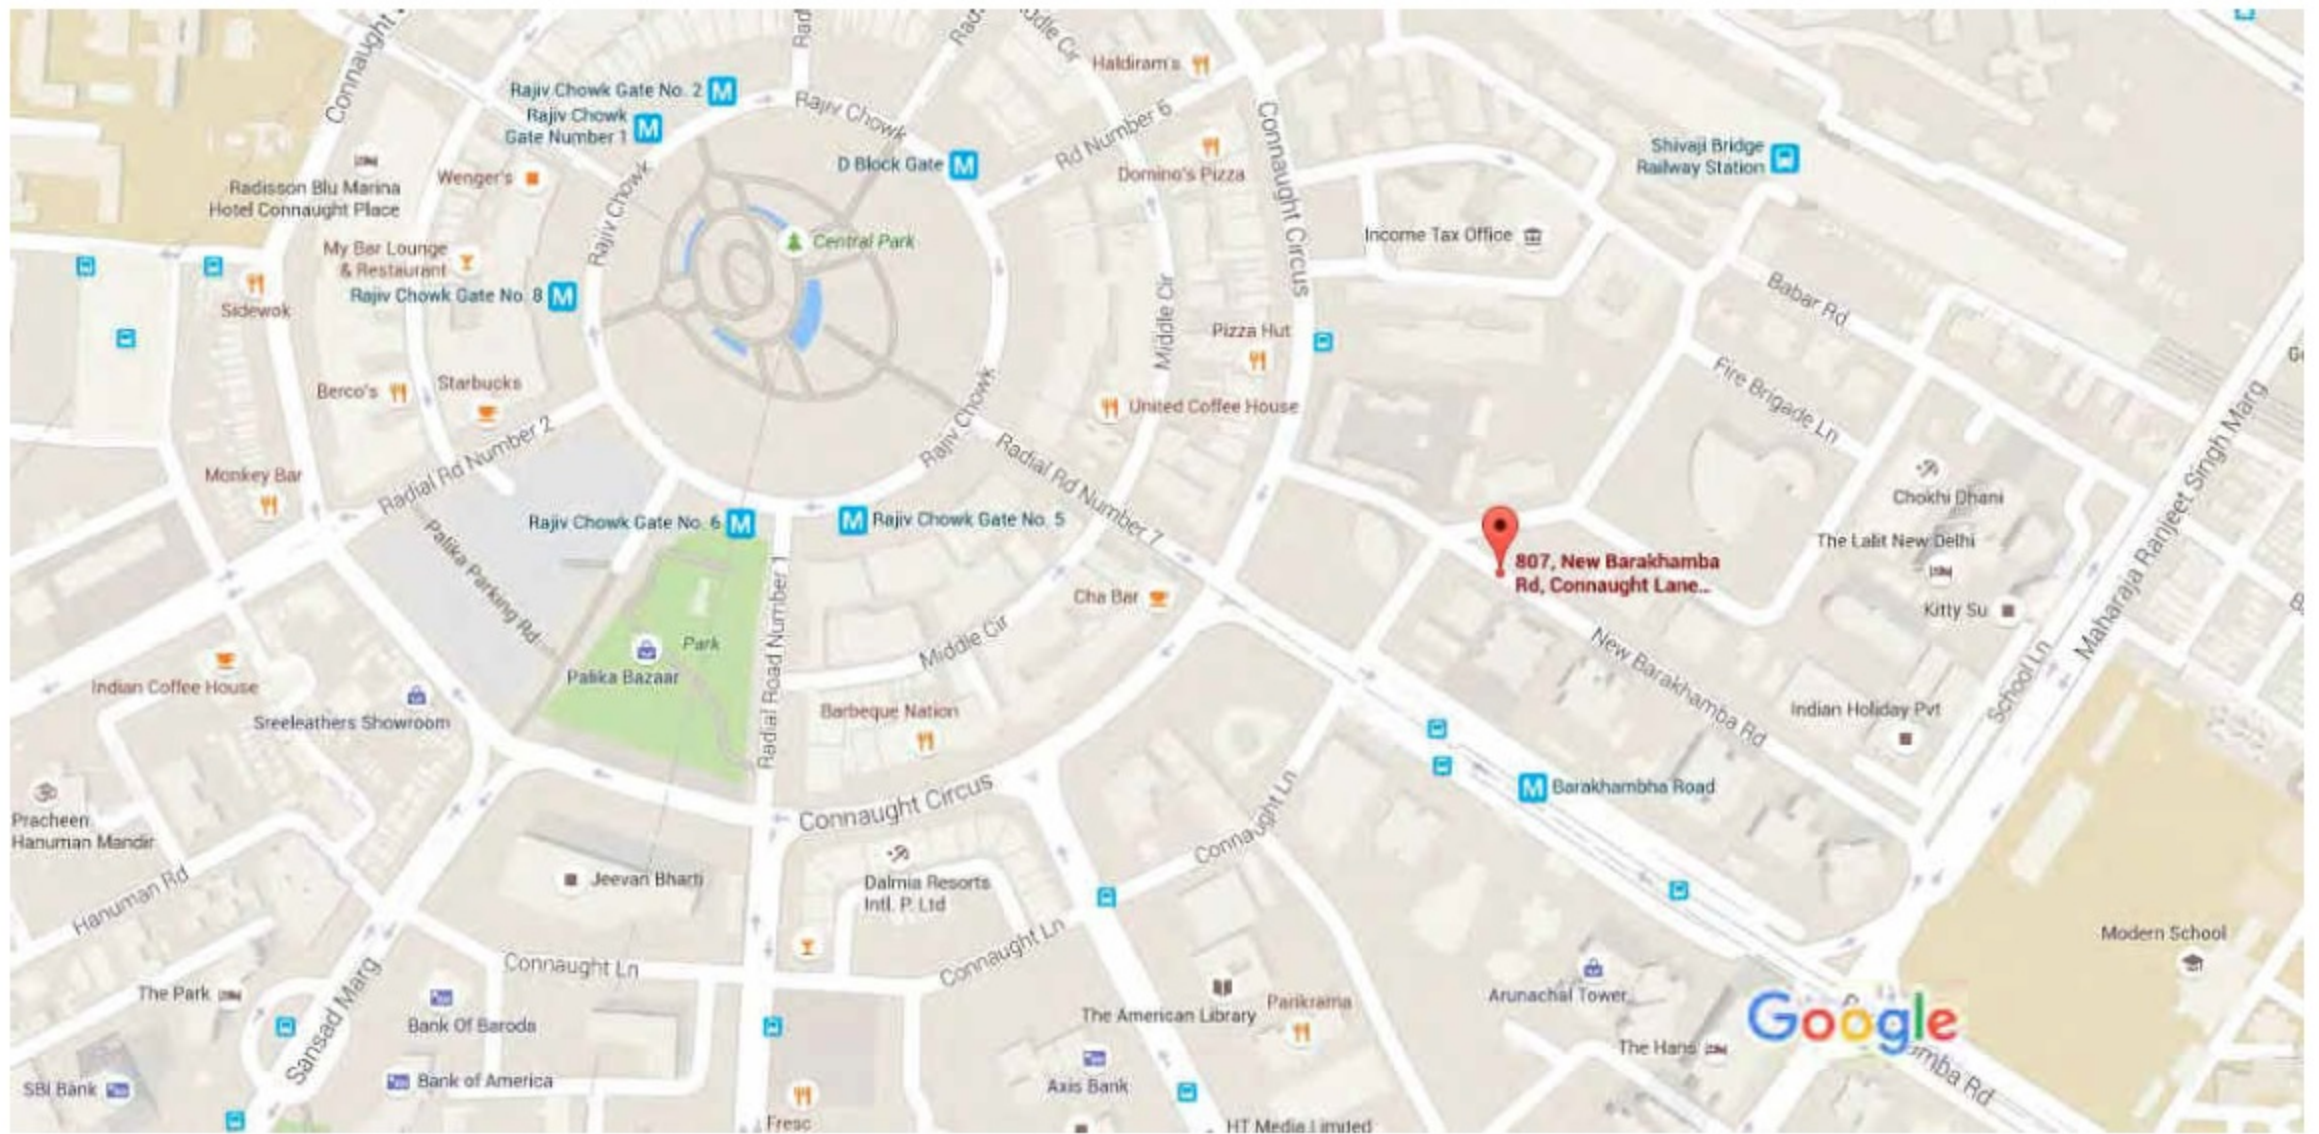 Connaught
Rad
Rad
ddle Cir
Haldiram's
Rajiv Chowk Gate No. 2
Rajiv Chowk
Gate Number 1
Rajiv Chowk
D Block Gate
Rd Number 6
Connaught Circus
Domino's Pizza
Shivaji Bridge
Railway Station
Wenger's
Radisson Blu Marina
Hotel Connaught Place
Rajiv Chowk
My Bar Lounge
& Restaurant
Central Park
Income Tax Office
Rajiv Chowk Gate No. 8
Sidewok
Middle Cir
Pizza Hut
Babar Rd
Fire Brigade Ln
Berco's
Starbucks
United Coffee House
Rajiv Chowk
Radial Rd Number 2
Radial Rd Number 7
Monkey Bar
Chokhi Dhani
Maharaja Ranjeet Singh Marg
Rajiv Chowk Gate No. 6
Rajiv Chowk Gate No. 5
The Lalit New Delhi
807, New Barakhamba
Rd, Connaught Lane...
Palika Parking Rd
Cha Bar
Kitty Su
Park
Palika Bazaar
Radial Road Number 1
Middle Cir
New Barakhamba Rd
School Ln
Indian Coffee House
Sreeleathers Showroom
Barbeque Nation
Indian Holiday Pvt
Barakhambha Road
Connaught Circus
Connaught Ln
Pracheen
Hanuman Mandir
Jeevan Bharti
Dalmia Resorts
Intl. P. Ltd
Hanuman Rd
Modern School
Connaught Ln
Connaught Ln
The Park
Sansad Marg
Bank Of Baroda
The American Library
Parikrama
Arunachal Tower
Google
The Hans
amba Rd
SBI Bank
Bank of America
Axis Bank
Fresc
HT Media Limited